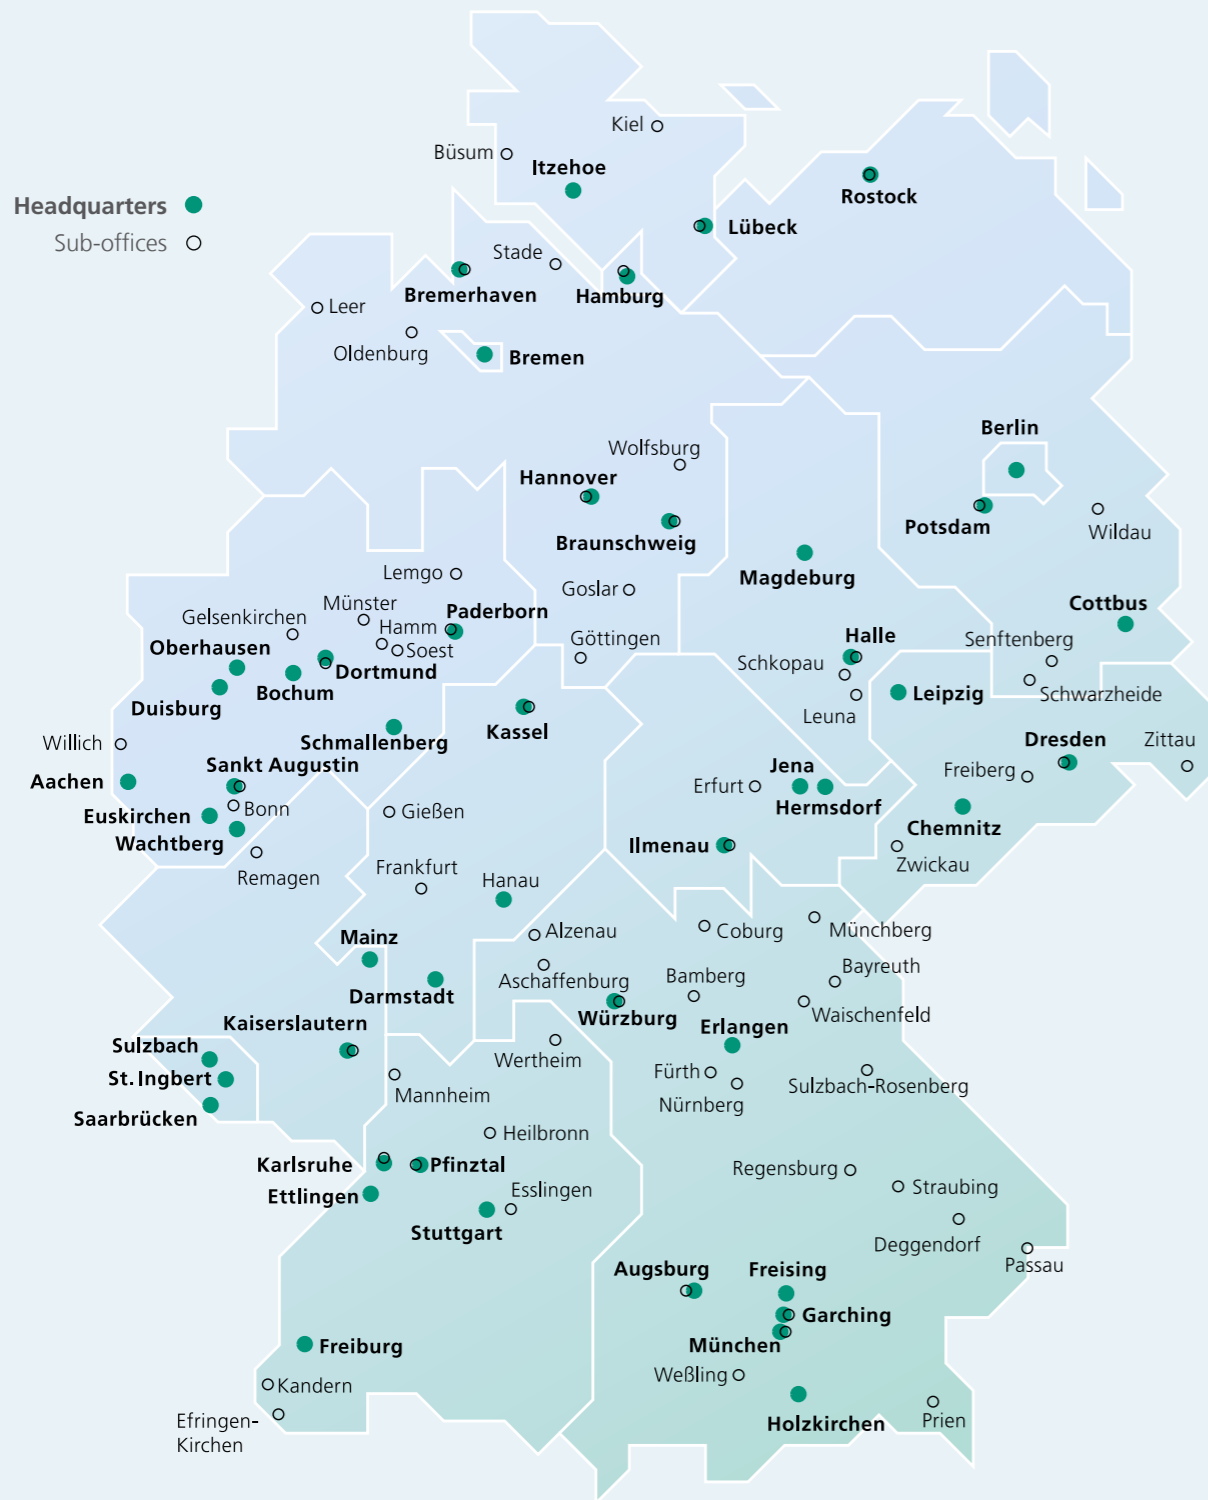 Kiel
Büsum
Itzehoe
Rostock
Headquarters
Lübeck
Sub-offices
Stade
Bremerhaven
Hamburg
Leer
Oldenburg
Bremen
Berlin
Wolfsburg
Hannover
Potsdam
Wildau
Braunschweig
Magdeburg
Lemgo
Goslar
Münster
Cottbus
Gelsenkirchen
Paderborn
Hamm
Göttingen
Halle
Senftenberg
Oberhausen
Soest
Schkopau
Dortmund
Bochum
Leipzig
Schwarzheide
Duisburg
Leuna
Kassel
Schmallenberg
Willich
Dresden
Zittau
Sankt Augustin
Jena
Freiberg
Aachen
Erfurt
Bonn
Gießen
Hermsdorf
Euskirchen
Chemnitz
Wachtberg
Ilmenau
Zwickau
Remagen
Frankfurt
Hanau
Alzenau
Coburg
Münchberg
Mainz
Bayreuth
Aschaffenburg
Bamberg
Darmstadt
Würzburg
Waischenfeld
Kaiserslautern
Erlangen
Sulzbach
Wertheim
Fürth
St. Ingbert
Mannheim
Sulzbach-Rosenberg
Nürnberg
Saarbrücken
Heilbronn
Karlsruhe
Pfinztal
Regensburg
Ettlingen
Esslingen
Straubing
Stuttgart
Deggendorf
Passau
Augsburg
Freising
Garching
Freiburg
München
Weßling
Kandern
Efringen-
Kirchen
Holzkirchen
Prien